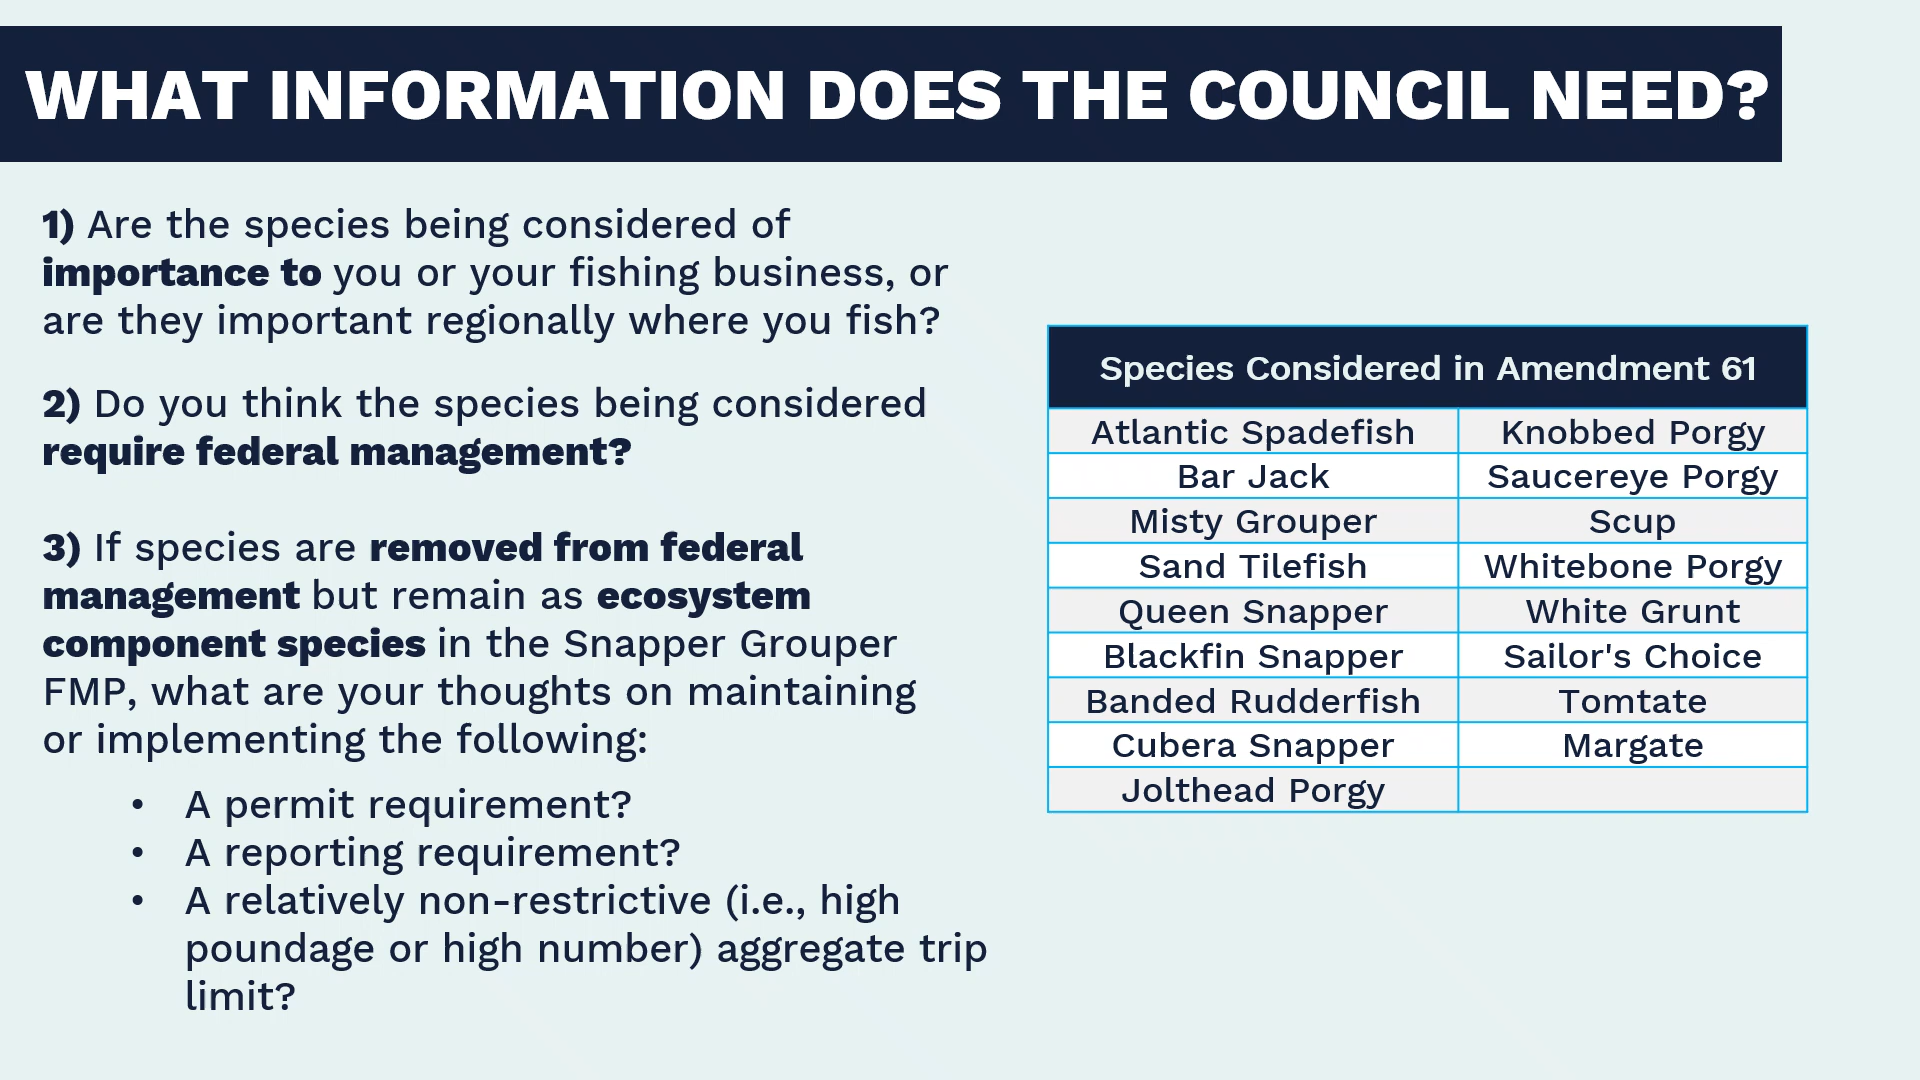 WHAT INFORMATION DOES THE COUNCIL NEED?
1) Are the species being considered of
importance to you or your fishing business, or
are they important regionally where you fish?
2) Do you think the species being considered
require federal management?
3) If species are removed from federal
management but remain as ecosystem
component species in the Snapper Grouper
FMP, what are your thoughts on maintaining
or implementing the following:
• A permit requirement?
• A reporting requirement?
• A relatively non-restrictive (i.e., high
poundage or high number) aggregate trip
limit?
Species Considered in Amendment 61
Atlantic Spadefish Knobbed Porgy
Bar Jack Saucereye Porgy
Misty Grouper Scup
Sand Tilefish Whitebone Porgy
Queen Snapper White Grunt
Blackfin Snapper Sailor's Choice
Banded Rudderfish Tomtate
Cubera Snapper Margate
Jolthead Porgy